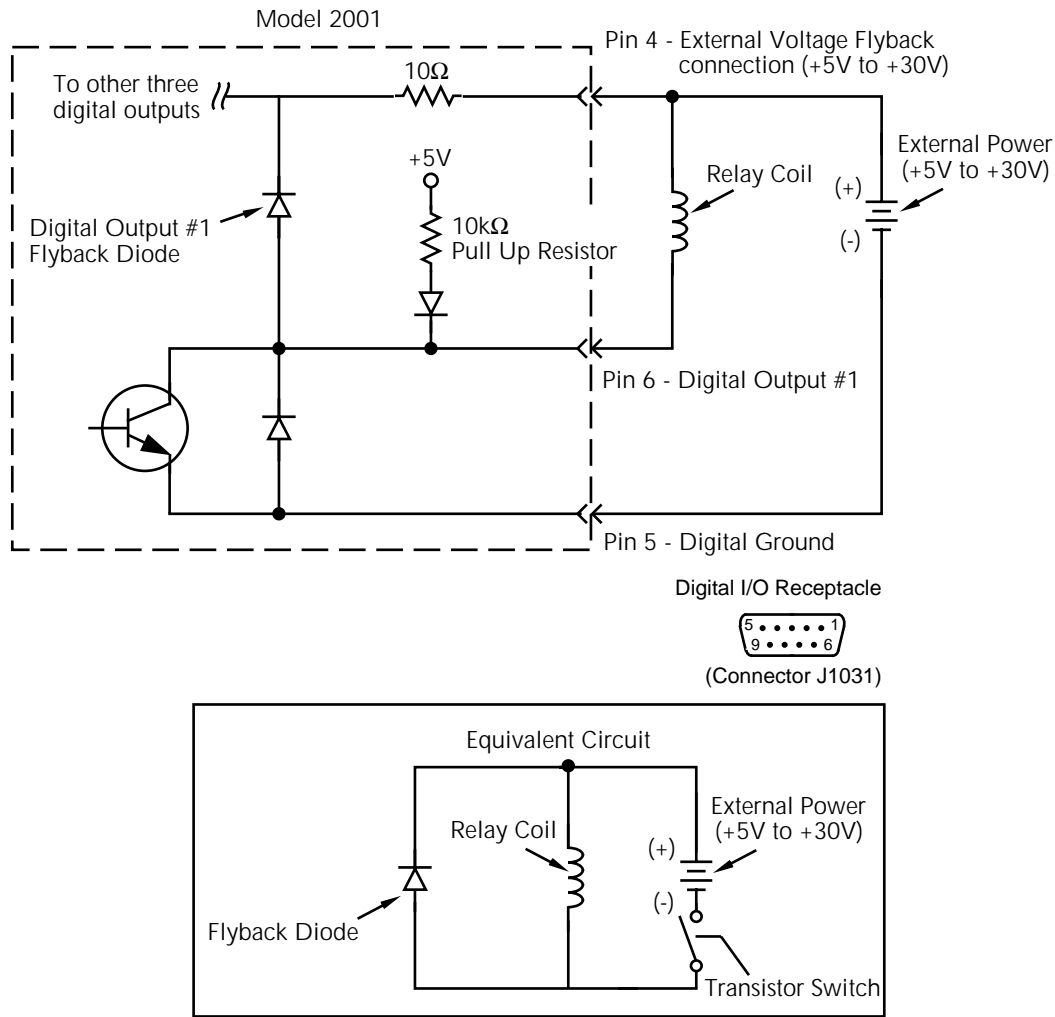 Model 2001
Pin 4 - External Voltage Flyback
connection (+5V to +30V)
To other three
digital outputs
10Ω
+5V
External Power
(+5V to +30V)
Relay Coil
(+)
(-)
Digital Output #1
Flyback Diode
10kΩ
Pull Up Resistor
Pin 6 - Digital Output #1
Pin 5 - Digital Ground
Digital I/O Receptacle
5 1
9 6
(Connector J1031)
Equivalent Circuit
Relay Coil
External Power
(+5V to +30V)
(+)
(-)
Flyback Diode
Transistor Switch